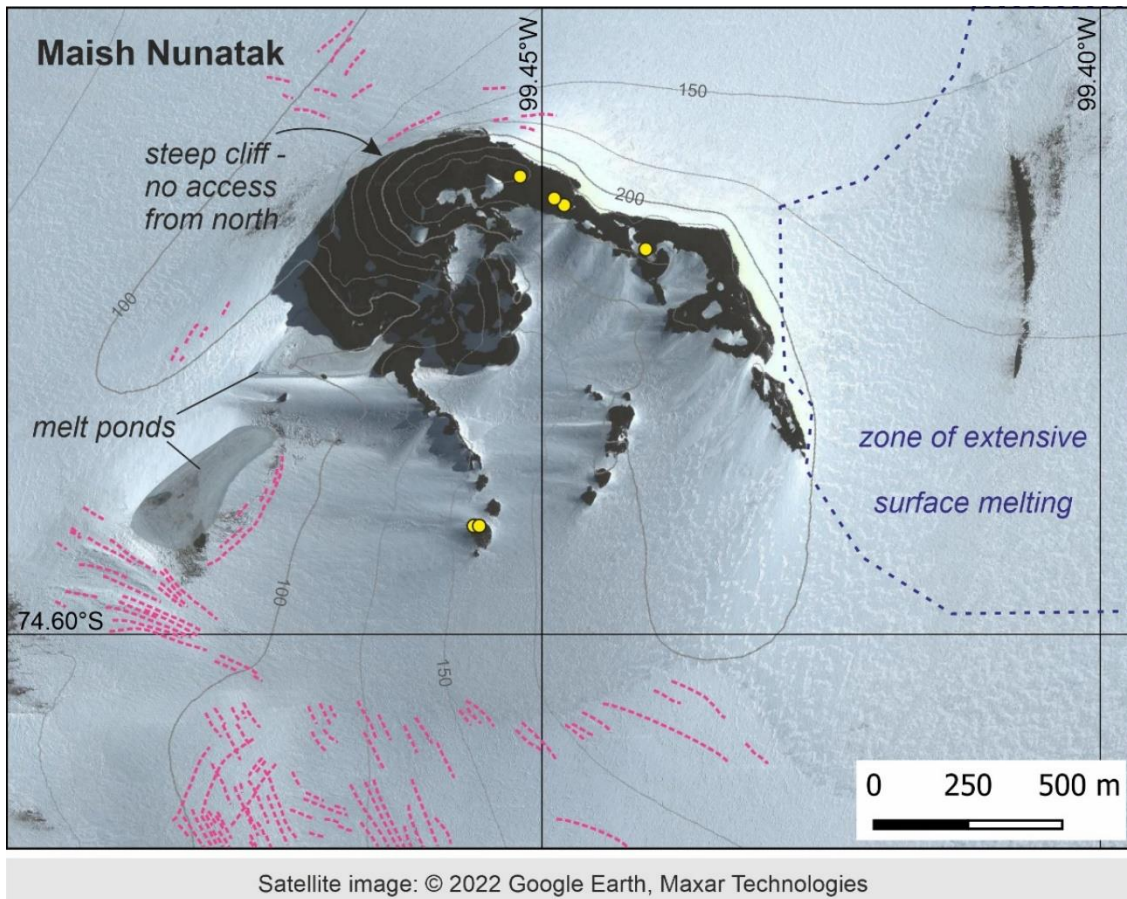 Maish Nunatak
99.45°W
99.40°W
150
steep cliff -
no access
from north
200
100
melt ponds
zone of extensive
surface melting
100
74.60°S
150
0 250 500 m
Satellite image: © 2022 Google Earth, Maxar Technologies